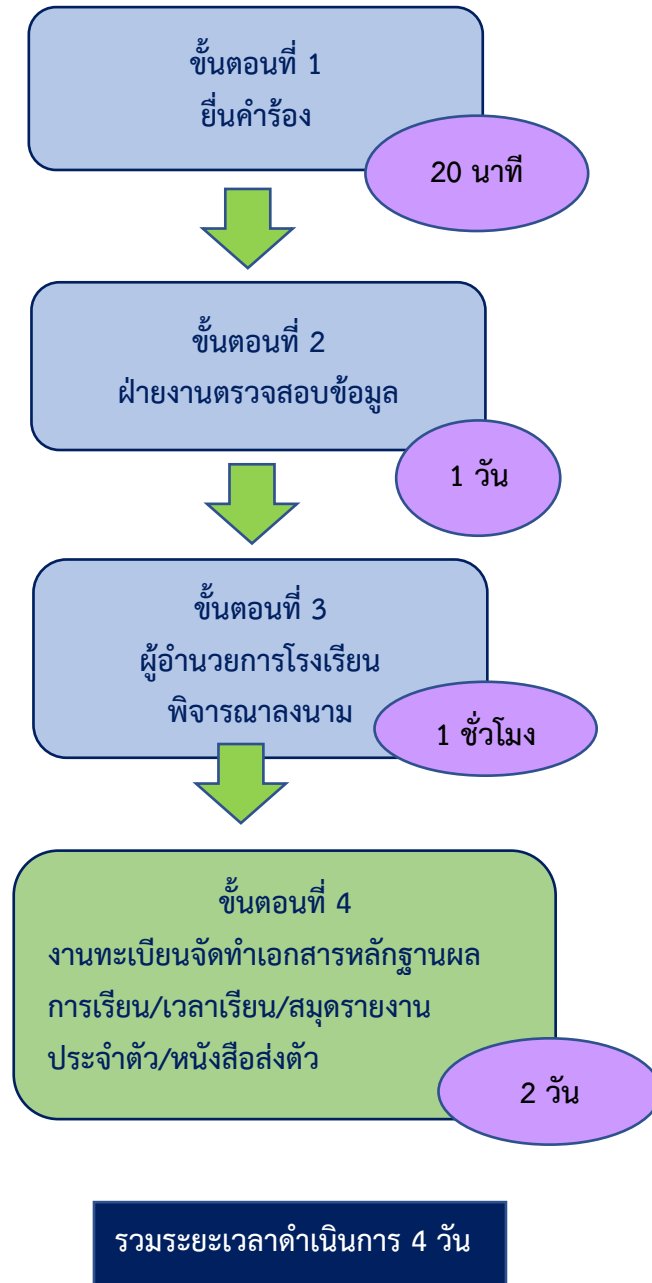 ขั้นตอนที่ 1
ยื่นคำร้อง
20 นาที
ขั้นตอนที่ 2
ฝ่ายงานตรวจสอบข้อมูล
1 วัน
ขั้นตอนที่ 3
ผู้อำนวยการโรงเรียน
พิจารณาลงนาม
1 ชั่วโมง
ขั้นตอนที่ 4
งานทะเบียนจัดทำเอกสารหลักฐานผล
การเรียน/เวลาเรียน/สมุดรายงาน
ประจำตัว/หนังสือส่งตัว
2 วัน
รวมระยะเวลาดำเนินการ 4 วัน